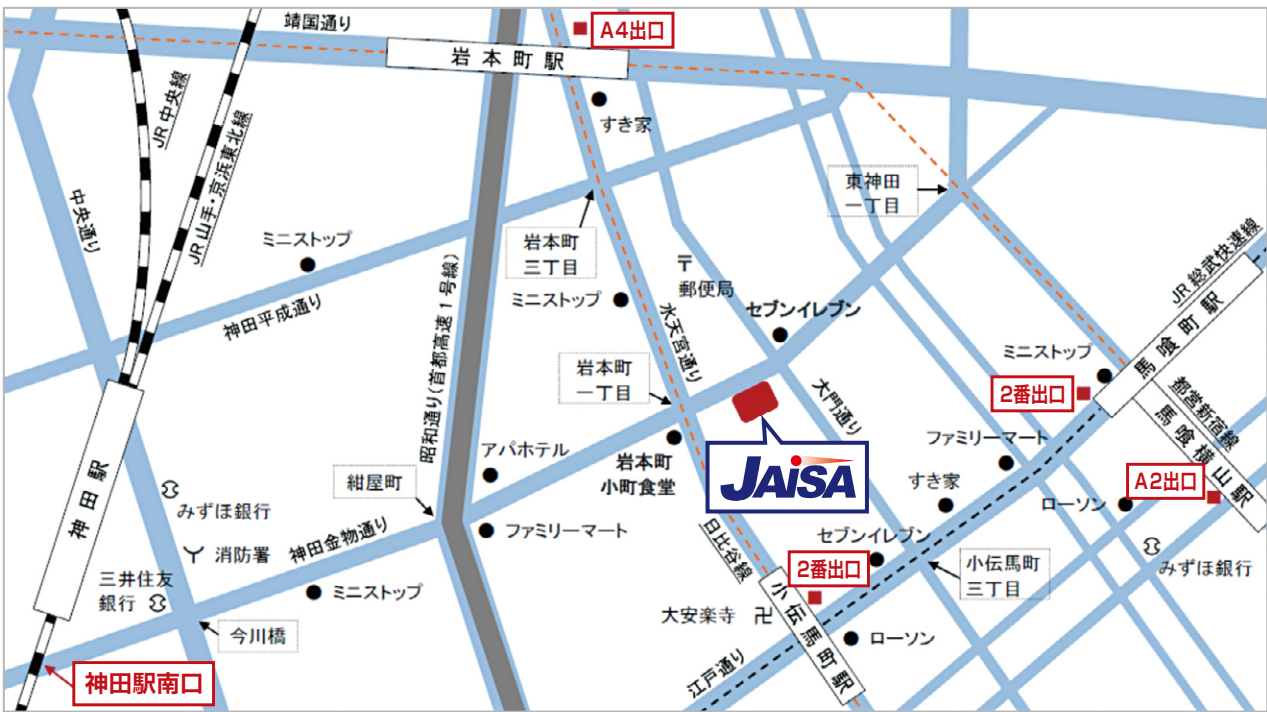 靖国通り
A4出口
岩本町駅
JR中央線
JR山手・京浜東北線
すき家
中央通り
東神田
一丁目
ミニストップ
岩本町
三丁目
JR総武快速線
〒
郵便局
昭和通り(首都高速1号線)
ミニストップ
水天宮通り
セブンイレブン
神田平成通り
馬喰町駅
ミニストップ
岩本町
一丁目
2番出口
大門通り
都営新宿線
馬喰横山駅
ファミリーマート
アパホテル
岩本町
小町食堂
JAiSA
A2出口
すき家
ローソン
紺屋町
神田駅
みずほ銀行
ファミリーマート
神田金物通り
セブンイレブン
日比谷線
消防署
2番出口
小伝馬町
三丁目
みずほ銀行
三井住友
銀行
ミニストップ
大安楽寺 卍
小伝馬町駅
今川橋
ローソン
江戸通り
神田駅南口